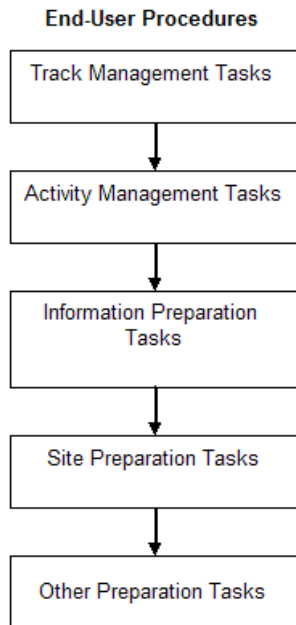 End-User Procedures
Track Management Tasks
Activity Management Tasks
Information Preparation
Tasks
Site Preparation Tasks
Other Preparation Tasks